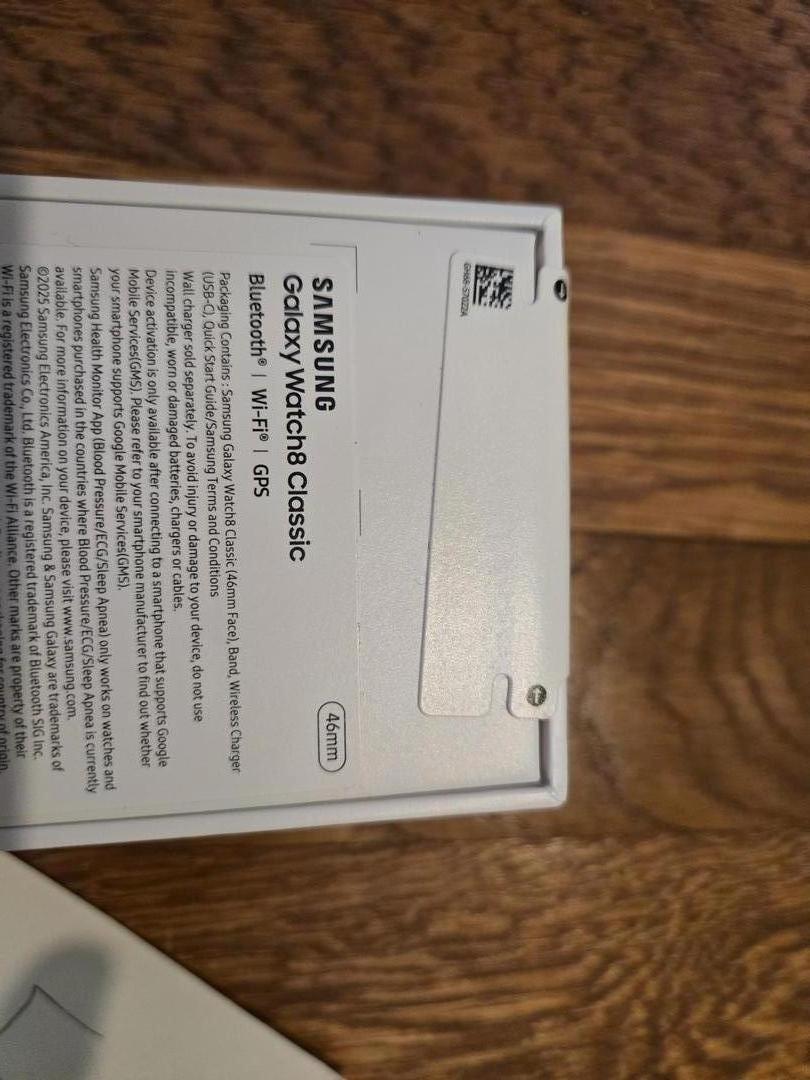 GH68-57022A
SAMSUNG
Galaxy Watch8 Classic
46mm
Bluetooth® | Wi-Fi® | GPS
Packaging Contains : Samsung Galaxy Watch8 Classic (46mm Face), Band, Wireless Charger
(USB-C), Quick Start Guide/Samsung Terms and Conditions
Wall charger sold separately. To avoid injury or damage to your device, do not use
incompatible, worn or damaged batteries, chargers or cables.
Device activation is only available after connecting to a smartphone that supports Google
Mobile Services(GMS). Please refer to your smartphone manufacturer to find out whether
your smartphone supports Google Mobile Services(GMS).
Samsung Health Monitor App (Blood Pressure/ECG/Sleep Apnea) only works on watches and
smartphones purchased in the countries where Blood Pressure/ECG/Sleep Apnea is currently
available. For more information on your device, please visit www.samsung.com.
©2025 Samsung Electronics America, Inc. Samsung & Samsung Galaxy are trademarks of
Samsung Electronics Co., Ltd. Bluetooth is a registered trademark of Bluetooth SIG Inc.
Wi-Fi is a registered trademark of the Wi-Fi Alliance. Other marks are property of their
for country of origin.